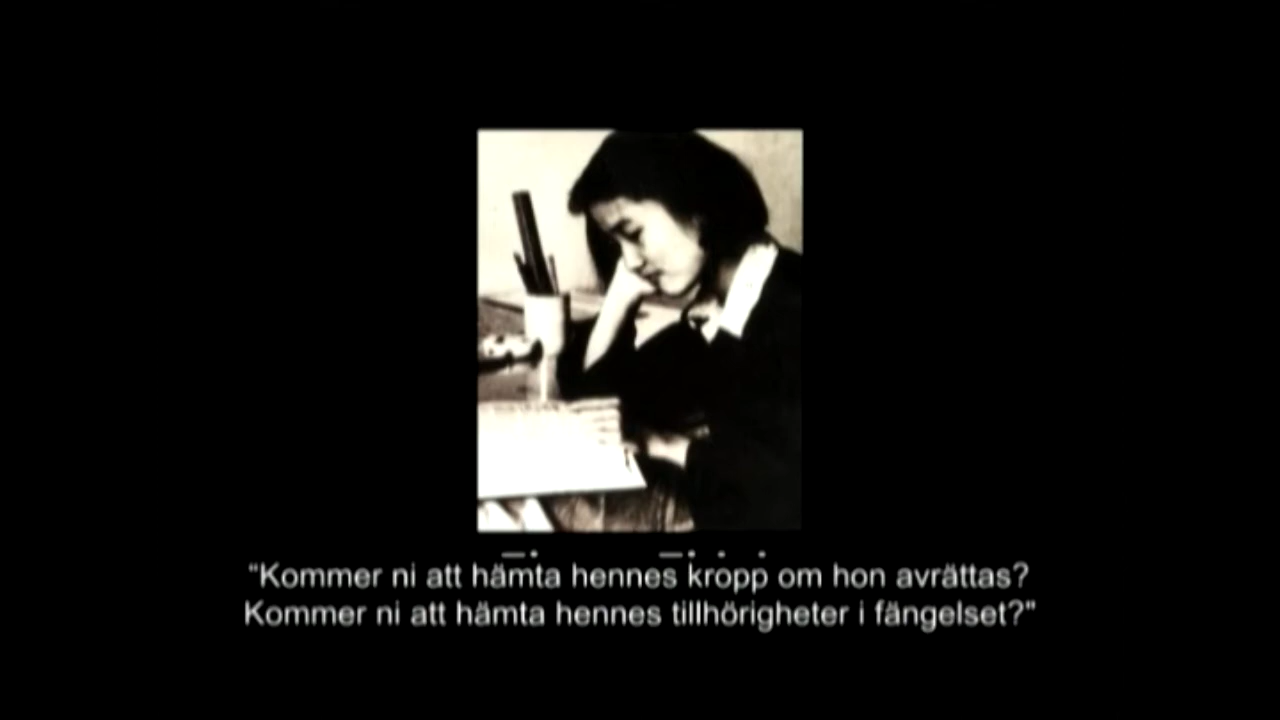 “Kommer ni att hämta hennes kropp om hon avrättas?
Kommer ni att hämta hennes tillhörigheter i fängelset?"